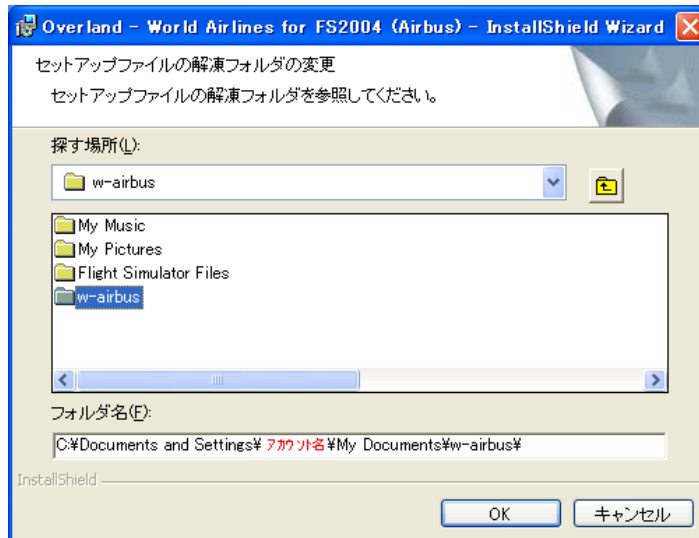 Overland - World Airlines for FS2004 (Airbus) - InstallShield Wizard
セットアップファイルの解凍フォルダの変更
セットアップファイルの解凍フォルダを参照してください。
探す場所(L):
w-airbus
My Music
My Pictures
Flight Simulator Files
w-airbus
フォルダ名(F):
C:¥Documents and Settings¥ アカウント名 ¥My Documents¥w-airbus¥
InstallShield
OK
キャンセル